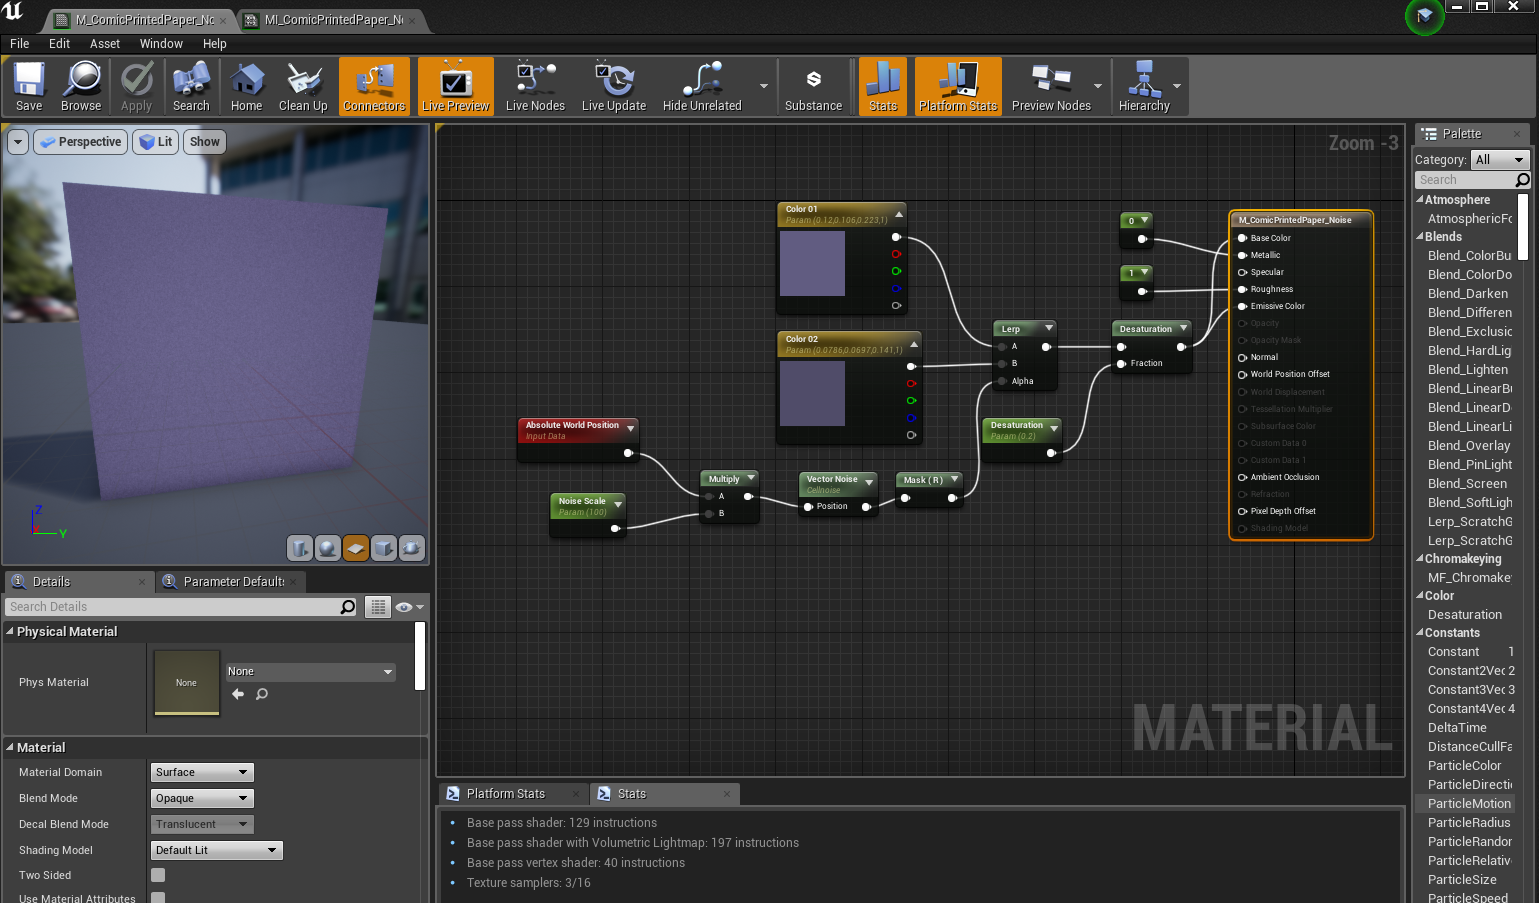 M_ComicPrintedPaper_No
MI_ComicPrintedPaper_N
File Edit Asset Window Help
Save Browse Apply Search Home Clean Up Connectors Live Preview Live Nodes Live Update Hide Unrelated Substance Stats Platform Stats Preview Nodes Hierarchy
Perspective Lit Show
Zoom -3
Color 01
Param (0.12,0.106,0.223,1)
Color 02
Param (0.0786,0.0697,0.141,1)
Absolute World Position
Input Data
Noise Scale
Param (100)
Multiply
A
B
Vector Noise
Cellnoise
Position
Mask ( R )
Lerp
A
B
Alpha
Desaturation
Param (0.2)
Desaturation
Fraction
0
1
M_ComicPrintedPaper_Noise
Base Color
Metallic
Specular
Roughness
Emissive Color
Opacity
Opacity Mask
Normal
World Position Offset
World Displacement
Tessellation Multiplier
Subsurface Color
Custom Data 0
Custom Data 1
Ambient Occlusion
Refraction
Pixel Depth Offset
Shading Model
MATERIAL
Z
Y
Details
Parameter Defaults
Search Details
Physical Material
Phys Material
None
None
Material
Material Domain Surface
Blend Mode Opaque
Decal Blend Mode Translucent
Shading Model Default Lit
Two Sided
Use Material Attributes
Platform Stats
Stats
• Base pass shader: 129 instructions
• Base pass shader with Volumetric Lightmap: 197 instructions
• Base pass vertex shader: 40 instructions
• Texture samplers: 3/16
Palette
Category: All
Search
Atmosphere
AtmosphericFo
Blends
Blend_ColorBu
Blend_ColorDo
Blend_Darken
Blend_Differen
Blend_Exclusio
Blend_HardLig
Blend_Lighten
Blend_LinearBu
Blend_LinearD
Blend_LinearLi
Blend_Overlay
Blend_PinLight
Blend_Screen
Blend_SoftLigh
Lerp_ScratchG
Lerp_ScratchG
Chromakeying
MF_Chromake
Color
Desaturation
Constants
Constant 1
Constant2Vec 2
Constant3Vec 3
Constant4Vec 4
DeltaTime
DistanceCullFa
ParticleColor
ParticleDirecti
ParticleMotion
ParticleRadius
ParticleRandor
ParticleRelativ
ParticleSize
ParticleSpeed